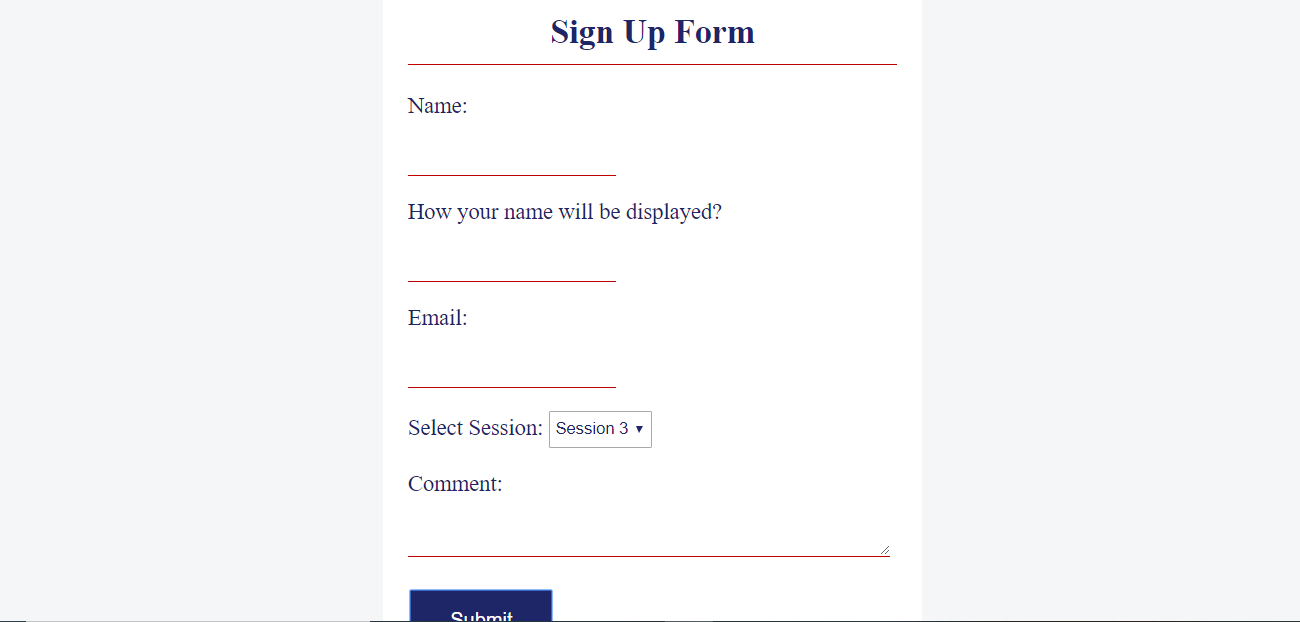 Sign Up Form
Name:
How your name will be displayed?
Email:
Select Session: Session 3
Comment:
Submit